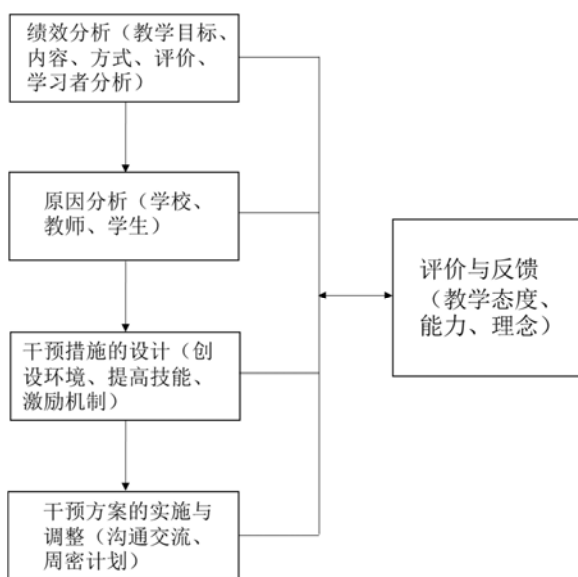 绩效分析（教学目标、
内容、方式、评价、
学习者分析）
原因分析（学校、
教师、学生）
干预措施的设计（创
设环境、提高技能、
激励机制）
干预方案的实施与
调整（沟通交流、
周密计划）
评价与反馈
（教学态度、
能力、理念）